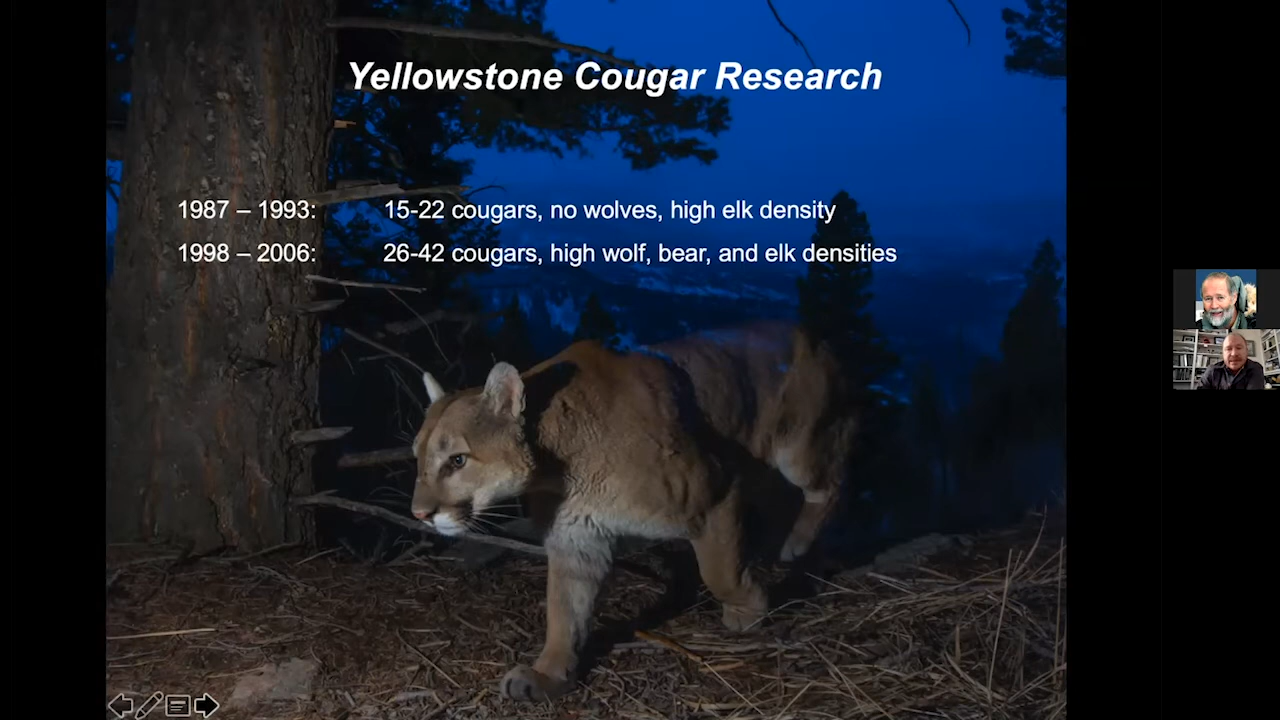 Yellowstone Cougar Research
1987 – 1993: 15-22 cougars, no wolves, high elk density
1998 – 2006: 26-42 cougars, high wolf, bear, and elk densities